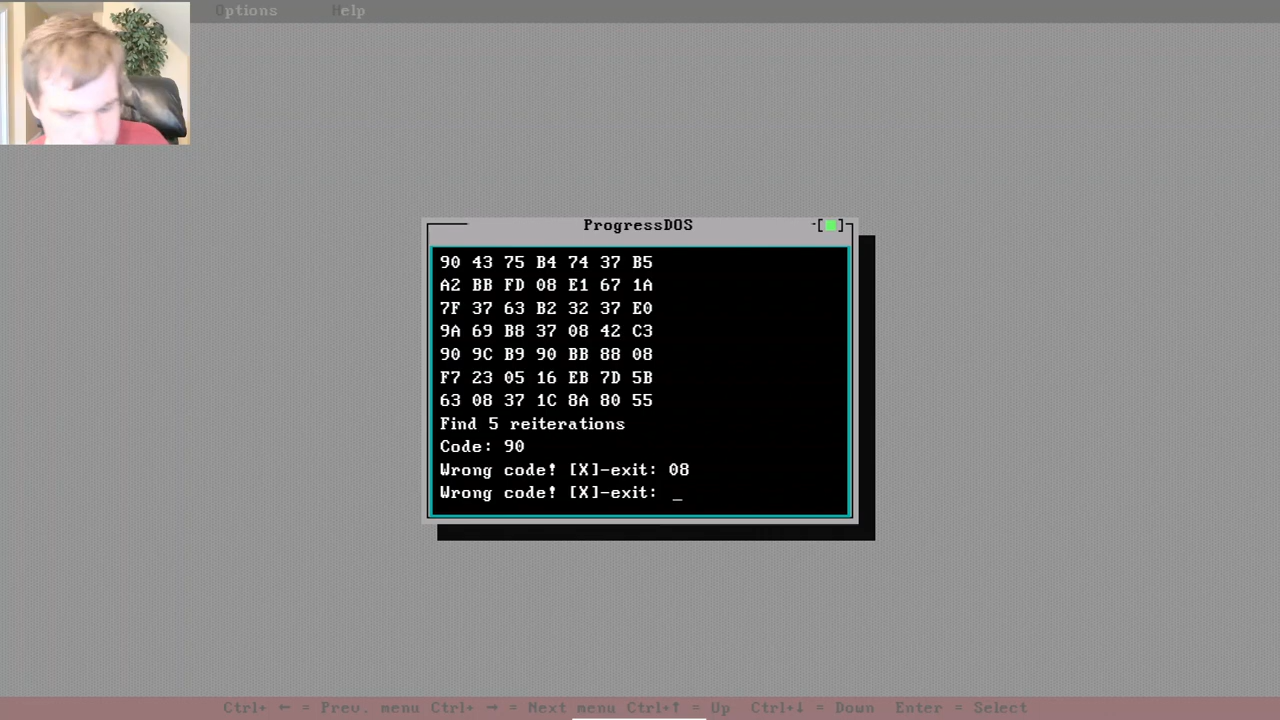 Options Help
ProgressDOS
90 43 75 B4 74 37 B5
A2 BB FD 08 E1 67 1A
7F 37 63 B2 32 37 E0
9A 69 B8 37 08 42 C3
90 9C B9 90 BB 88 08
F7 23 05 16 EB 7D 5B
63 08 37 1C 8A 80 55
Find 5 reiterations
Code: 90
Wrong code! [X]-exit: 08
Wrong code! [X]-exit: _
Ctrl+ ← = Prev. menu Ctrl+ → = Next menu Ctrl+↑ = Up Ctrl+↓ = Down Enter = Select